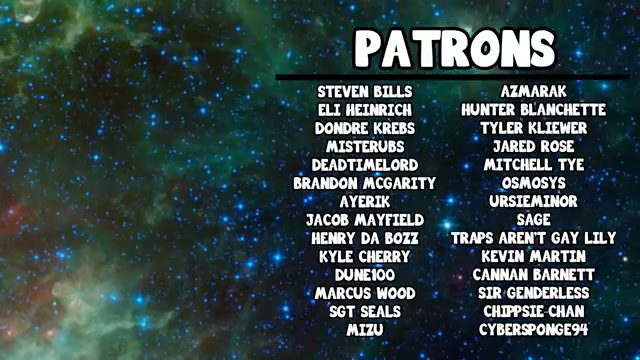 PATRONS
STEVEN BILLS
ELI HEINRICH
DONDRE KREBS
MISTERUBS
DEADTIMELORD
BRANDON MCGARITY
AYERIK
JACOB MAYFIELD
HENRY DA BOZZ
KYLE CHERRY
DUNE100
MARCUS WOOD
SGT SEALS
MIZU
AZMARAK
HUNTER BLANCHETTE
TYLER KLIEWER
JARED ROSE
MITCHELL TYE
OSMOSYS
URSIEMINOR
SAGE
TRAPS AREN'T GAY LILY
KEVIN MARTIN
CANNAN BARNETT
SIR GENDERLESS
CHIPPSIE-CHAN
CYBERSPONGE94